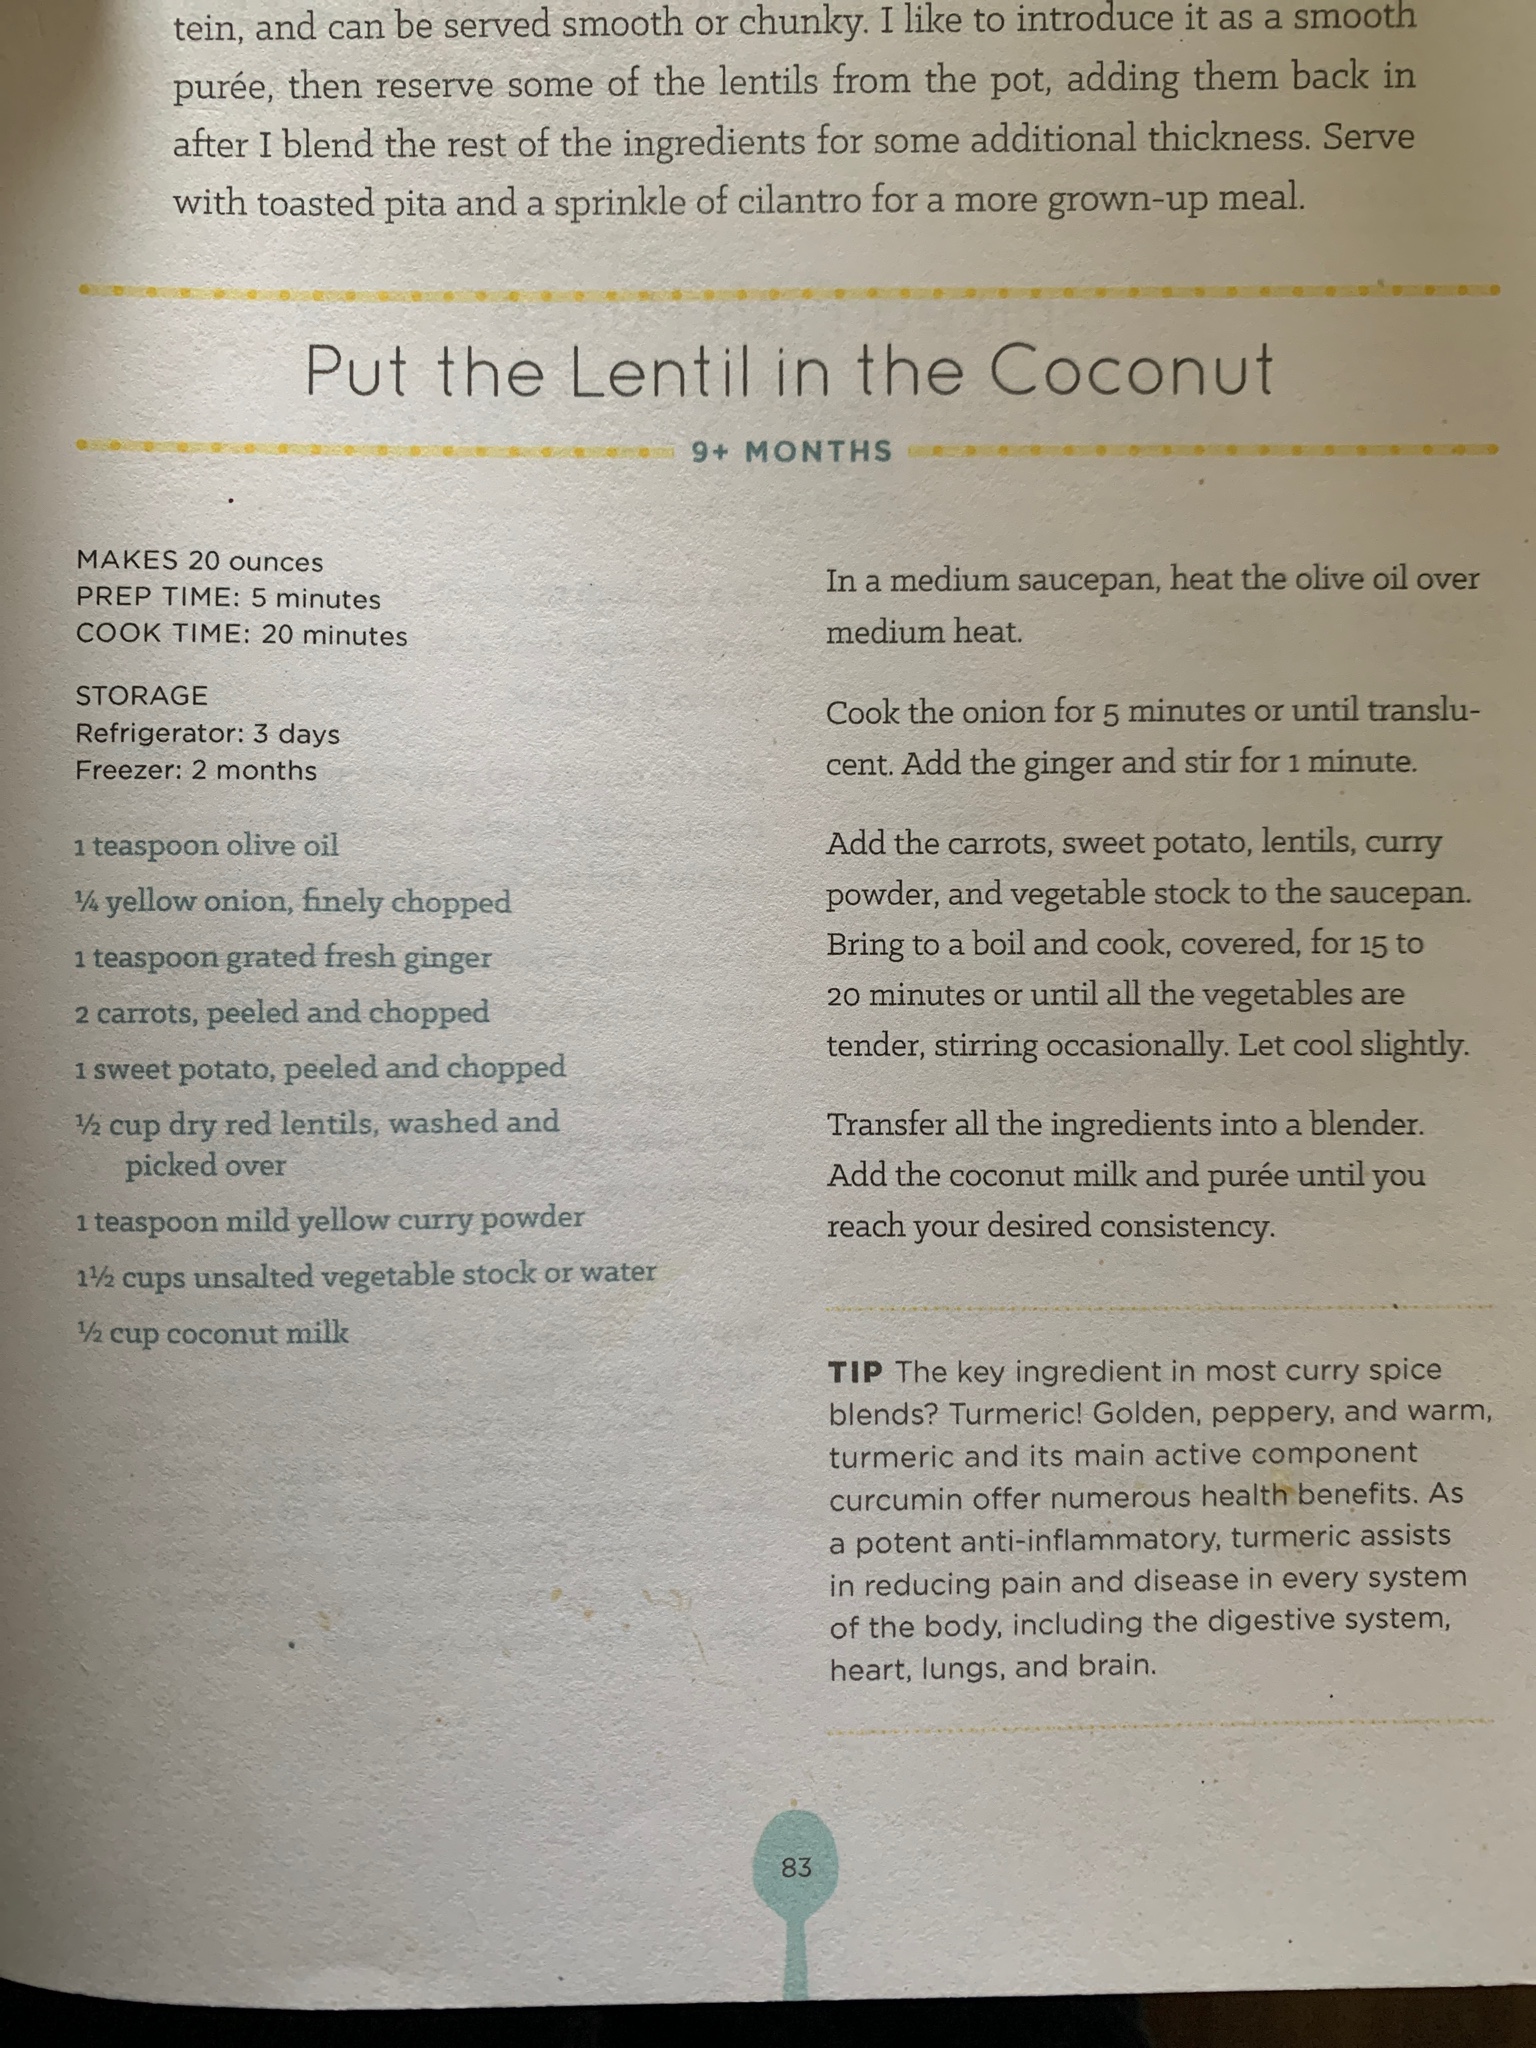 tein, and can be served smooth or chunky. I like to introduce it as a smooth
purée, then reserve some of the lentils from the pot, adding them back in
after I blend the rest of the ingredients for some additional thickness. Serve
with toasted pita and a sprinkle of cilantro for a more grown-up meal.
Put the Lentil in the Coconut
9+ MONTHS
MAKES 20 ounces
PREP TIME: 5 minutes
COOK TIME: 20 minutes
STORAGE
Refrigerator: 3 days
Freezer: 2 months
1 teaspoon olive oil
¼ yellow onion, finely chopped
1 teaspoon grated fresh ginger
2 carrots, peeled and chopped
1 sweet potato, peeled and chopped
½ cup dry red lentils, washed and
picked over
1 teaspoon mild yellow curry powder
1½ cups unsalted vegetable stock or water
½ cup coconut milk
In a medium saucepan, heat the olive oil over
medium heat.
Cook the onion for 5 minutes or until translu-
cent. Add the ginger and stir for 1 minute.
Add the carrots, sweet potato, lentils, curry
powder, and vegetable stock to the saucepan.
Bring to a boil and cook, covered, for 15 to
20 minutes or until all the vegetables are
tender, stirring occasionally. Let cool slightly.
Transfer all the ingredients into a blender.
Add the coconut milk and purée until you
reach your desired consistency.
TIP The key ingredient in most curry spice
blends? Turmeric! Golden, peppery, and warm,
turmeric and its main active component
curcumin offer numerous health benefits. As
a potent anti-inflammatory, turmeric assists
in reducing pain and disease in every system
of the body, including the digestive system,
heart, lungs, and brain.
83